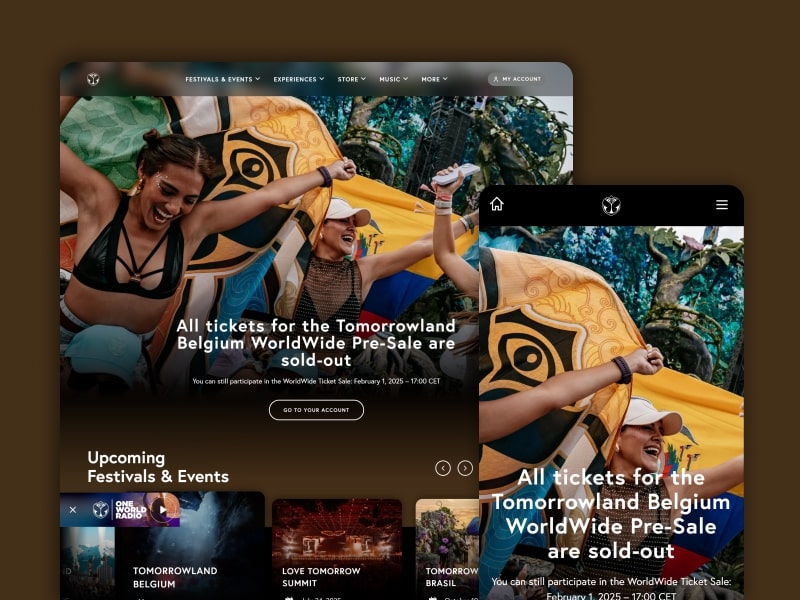 FESTIVALS & EVENTS EXPERIENCES STORE MUSIC MORE MY ACCOUNT
All tickets for the Tomorrowland
Belgium WorldWide Pre-Sale are
sold-out
You can still participate in the WorldWide Ticket Sale: February 1, 2025 – 17:00 CET
GO TO YOUR ACCOUNT
Upcoming
Festivals & Events
ONE
WORLD
RADIO
D
TOMORROWLAND
BELGIUM
LOVE TOMORROW
SUMMIT
TOMORROW
BRASIL
All tickets for the
Tomorrowland Belgium
WorldWide Pre-Sale
are sold-out
You can still participate in the WorldWide Ticket Sale:
February 1, 2025 – 17:00 CET